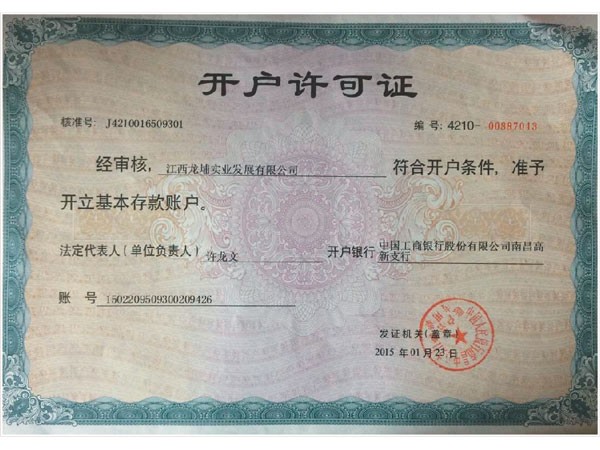 开户许可证
核准号: J4210016509301 编号: 4210-00887043
经审核, 江西龙埔实业发展有限公司 符合开户条件, 准予
开立基本存款账户。
法定代表人(单位负责人) 许龙文 开户银行 中国工商银行股份有限公司南昌高
新支行
账 号 1502209509300209426
发证机关(盖章)
2015 年 01 月 23 日